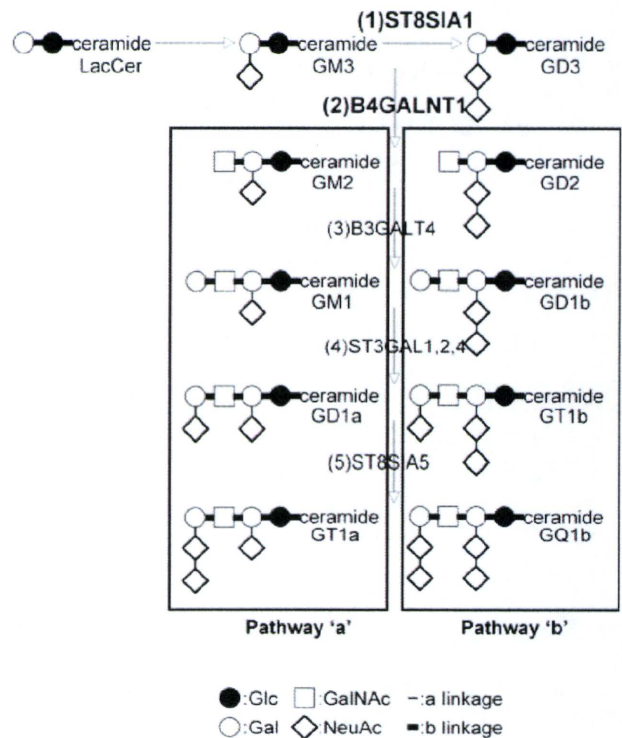 (1)ST8SIA1
ceramide ceramide ceramide
LacCer GM3 GD3
(2)B4GALNT1
ceramide ceramide
GM2 GD2
(3)B3GALT4
ceramide ceramide
GM1 GD1b
(4)ST3GAL1,2,4
ceramide ceramide
GD1a GT1b
(5)ST8SIA5
ceramide ceramide
GT1a GQ1b
Pathway 'a' Pathway 'b'
:Glc :GalNAc -:a linkage
:Gal :NeuAc -:b linkage